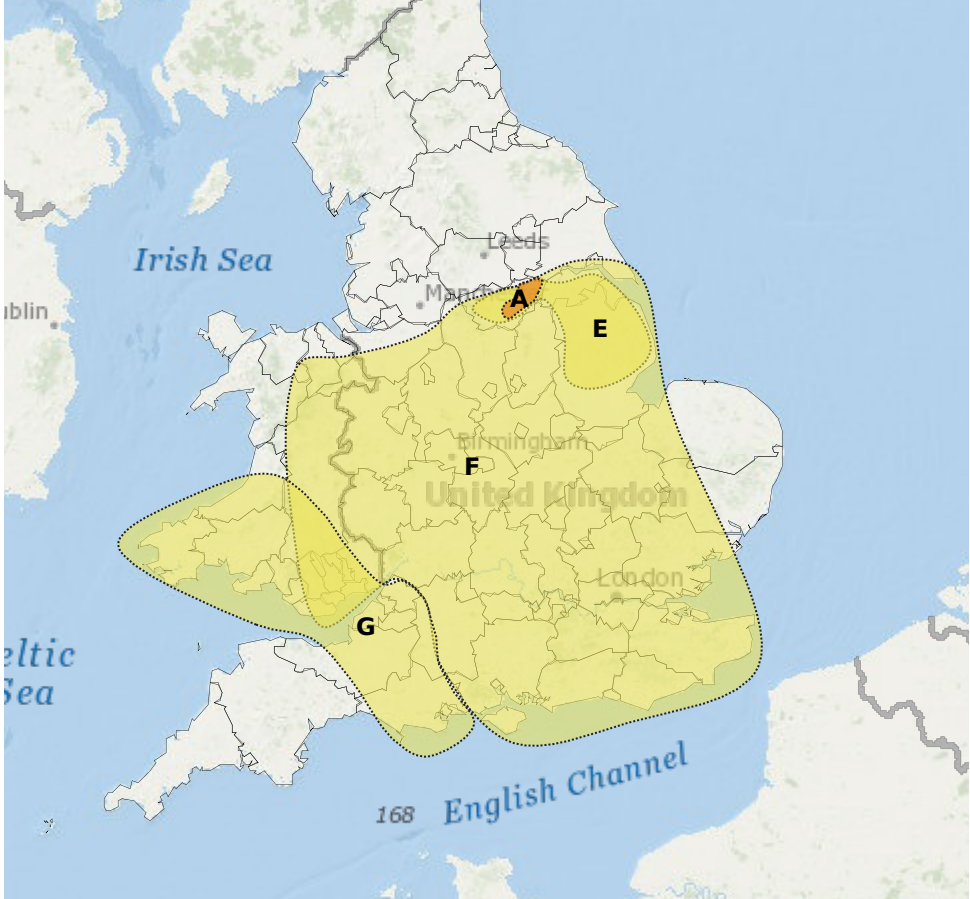 Leeds
Irish Sea
Manc
A
ublin
E
Birmingham
F
United Kingdom
London
G
eltic
Sea
English Channel
168